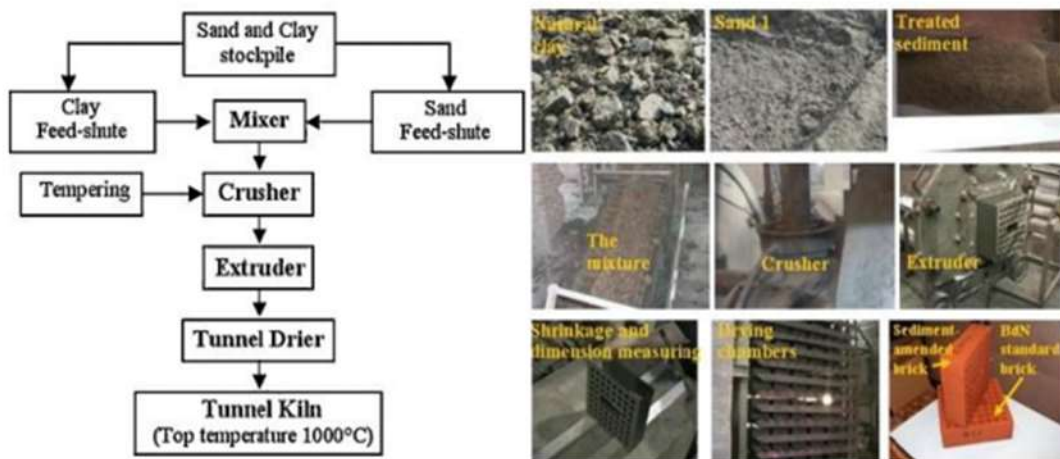 Sand and Clay
stockpile
Clay
Feed-shute
Mixer
Sand
Feed-shute
Tempering
Crusher
Extruder
Tunnel Drier
Tunnel Kiln
(Top temperature 1000°C)
Natural
clay
Sand 1
Treated
sediment
The
mixture
Crusher
Extruder
Shrinkage and
dimension measuring
Drying
chambers
Sediment-
amended
brick
BdN
standard
brick